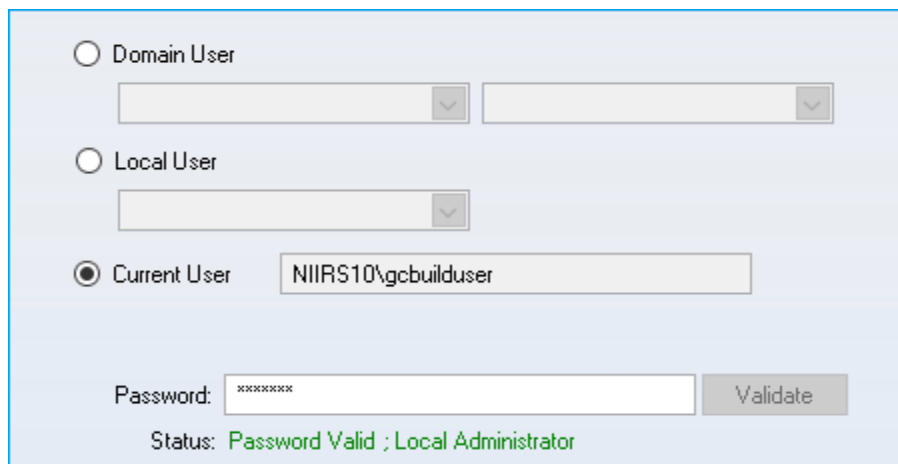 Domain User
Local User
Current User NIIRS10\gcbuilduser
Password: ******* Validate
Status: Password Valid ; Local Administrator